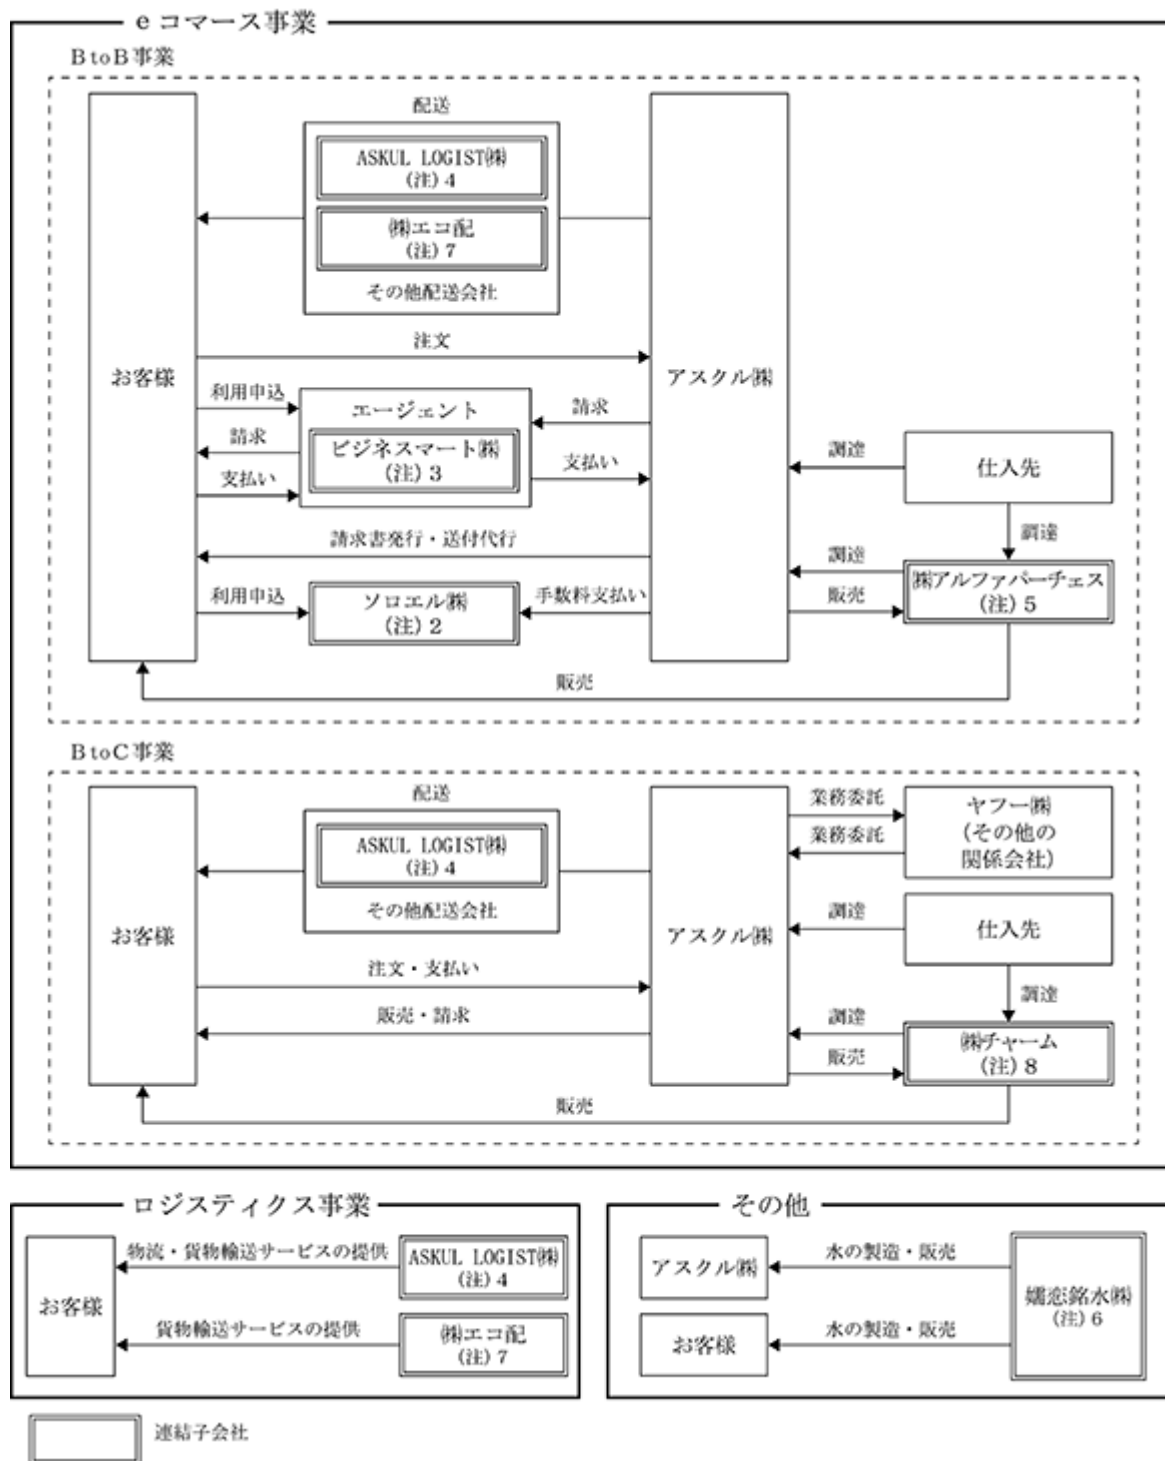 eコマース事業
BtoB事業
配送
ASKUL LOGIST㈱
(注) 4
㈱エコ配
(注) 7
その他配送会社
注文
お客様
アスクル㈱
利用申込
エージェント
請求
請求
ビジネスマート㈱
(注) 3
支払い
支払い
調達
仕入先
調達
請求書発行・送付代行
調達
㈱アルファパーチェス
(注) 5
利用申込
ソロエル㈱
(注) 2
手数料支払い
販売
販売
BtoC事業
配送
ASKUL LOGIST㈱
(注) 4
その他配送会社
業務委託
業務委託
ヤフー㈱
(その他の
関係会社)
調達
仕入先
お客様
アスクル㈱
注文・支払い
調達
販売・請求
調達
㈱チャーム
(注) 8
販売
販売
ロジスティクス事業
物流・貨物輸送サービスの提供
ASKUL LOGIST㈱
(注) 4
お客様
貨物輸送サービスの提供
㈱エコ配
(注) 7
その他
アスクル㈱
水の製造・販売
嬬恋銘水㈱
(注) 6
お客様
水の製造・販売
連結子会社